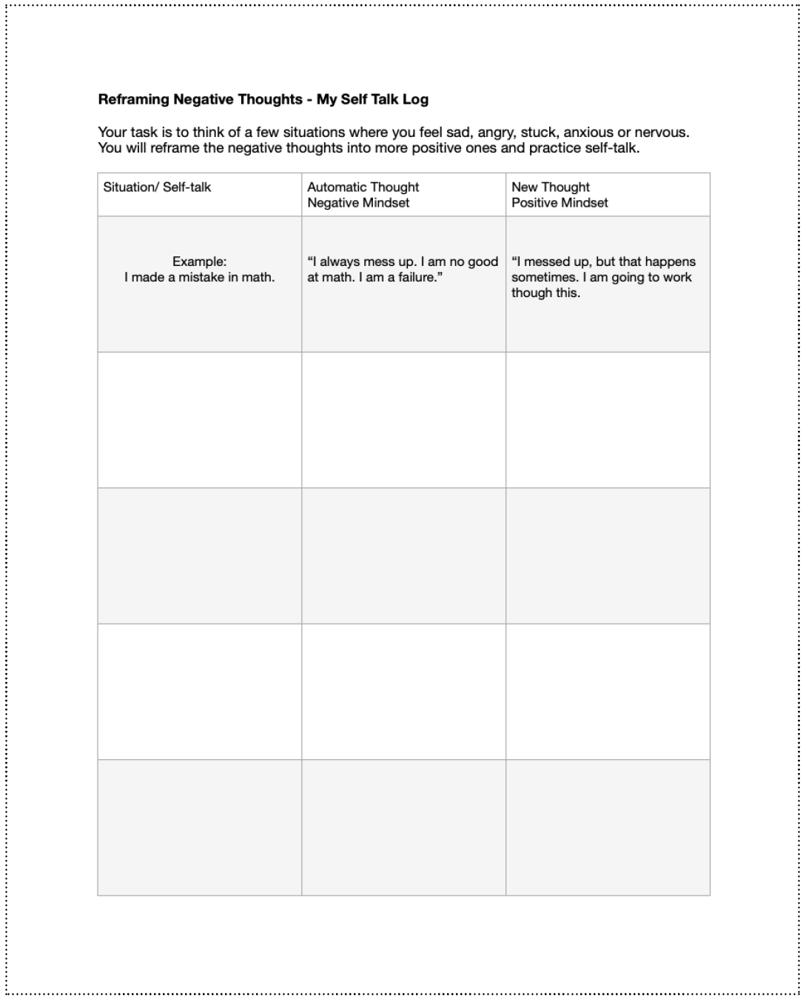 Reframing Negative Thoughts - My Self Talk Log
Your task is to think of a few situations where you feel sad, angry, stuck, anxious or nervous.
You will reframe the negative thoughts into more positive ones and practice self-talk.
Situation/ Self-talk
Automatic Thought
Negative Mindset
New Thought
Positive Mindset
Example:
I made a mistake in math.
“I always mess up. I am no good
at math. I am a failure.”
“I messed up, but that happens
sometimes. I am going to work
though this.